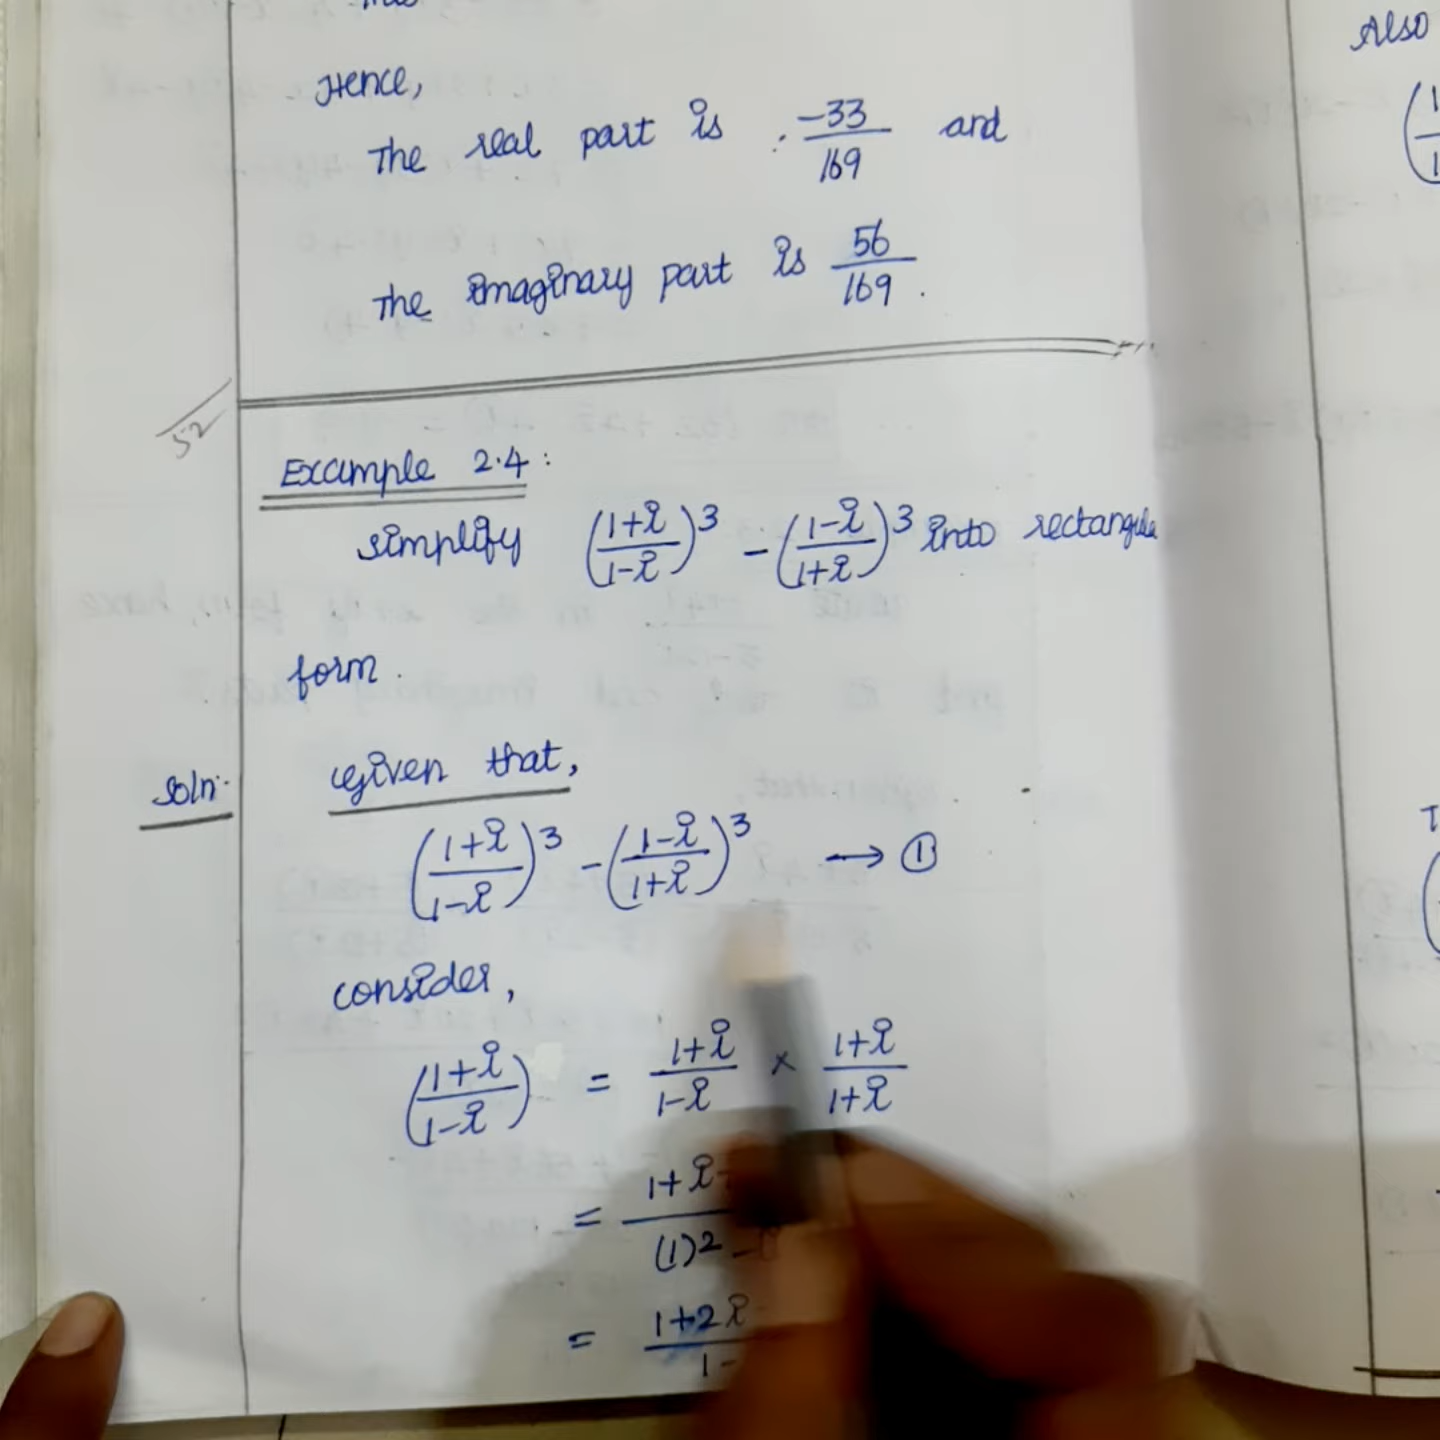 Hence,
The real part is -33/169 and
The imaginary part is 56/169.
52
Example 2.4:
Simplify ((1+i)/(1-i))^3 - ((1-i)/(1+i))^3 into rectangular
form.
Soln:
Given that,
((1+i)/(1-i))^3 - ((1-i)/(1+i))^3 → ①
consider,
((1+i)/(1-i)) = (1+i)/(1-i) × (1+i)/(1+i)
= 1+i / (1)^2 -
= 1+2i / 1-
Also